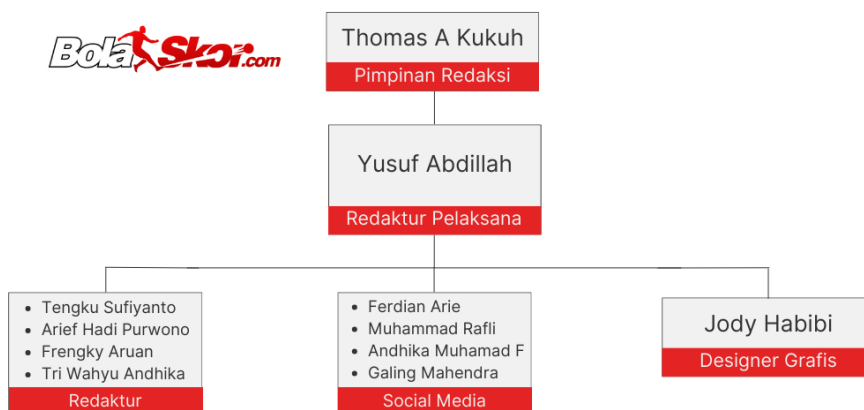 BolaSkor.com
Thomas A Kukuh
Pimpinan Redaksi
Yusuf Abdillah
Redaktur Pelaksana
• Tengku Sufiyanto
• Arief Hadi Purwono
• Frengky Aruan
• Tri Wahyu Andhika
Redaktur
• Ferdian Arie
• Muhammad Rafli
• Andhika Muhamad F
• Galing Mahendra
Social Media
Jody Habibi
Designer Grafis